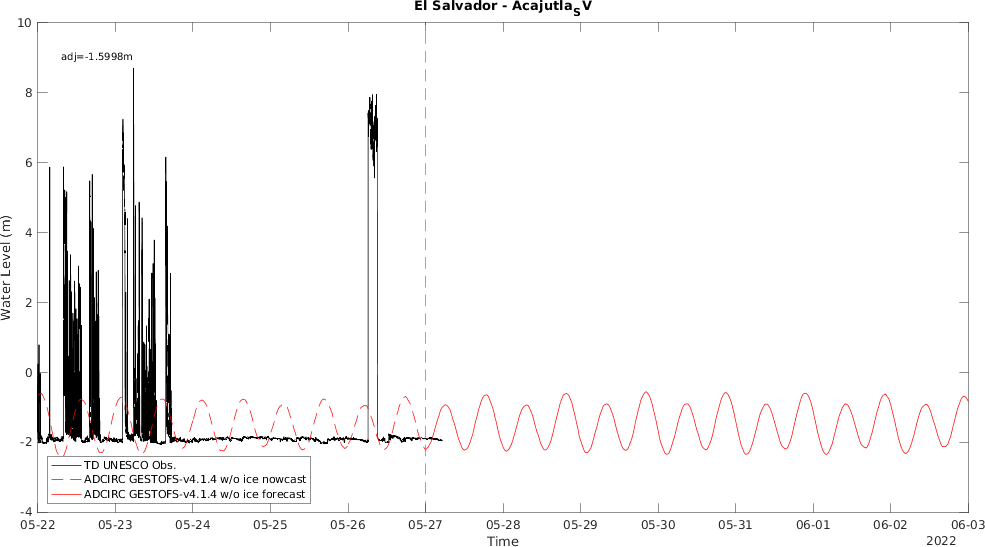 El Salvador - Acajutla_SV
10
adj=-1.5998m
8
6
4
2
0
-2
-4
Water Level (m)
TD UNESCO Obs.
ADCIRC GESTOFS-v4.1.4 w/o ice nowcast
ADCIRC GESTOFS-v4.1.4 w/o ice forecast
05-22 05-23 05-24 05-25 05-26 05-27 05-28 05-29 05-30 05-31 06-01 06-02 06-03
Time
2022